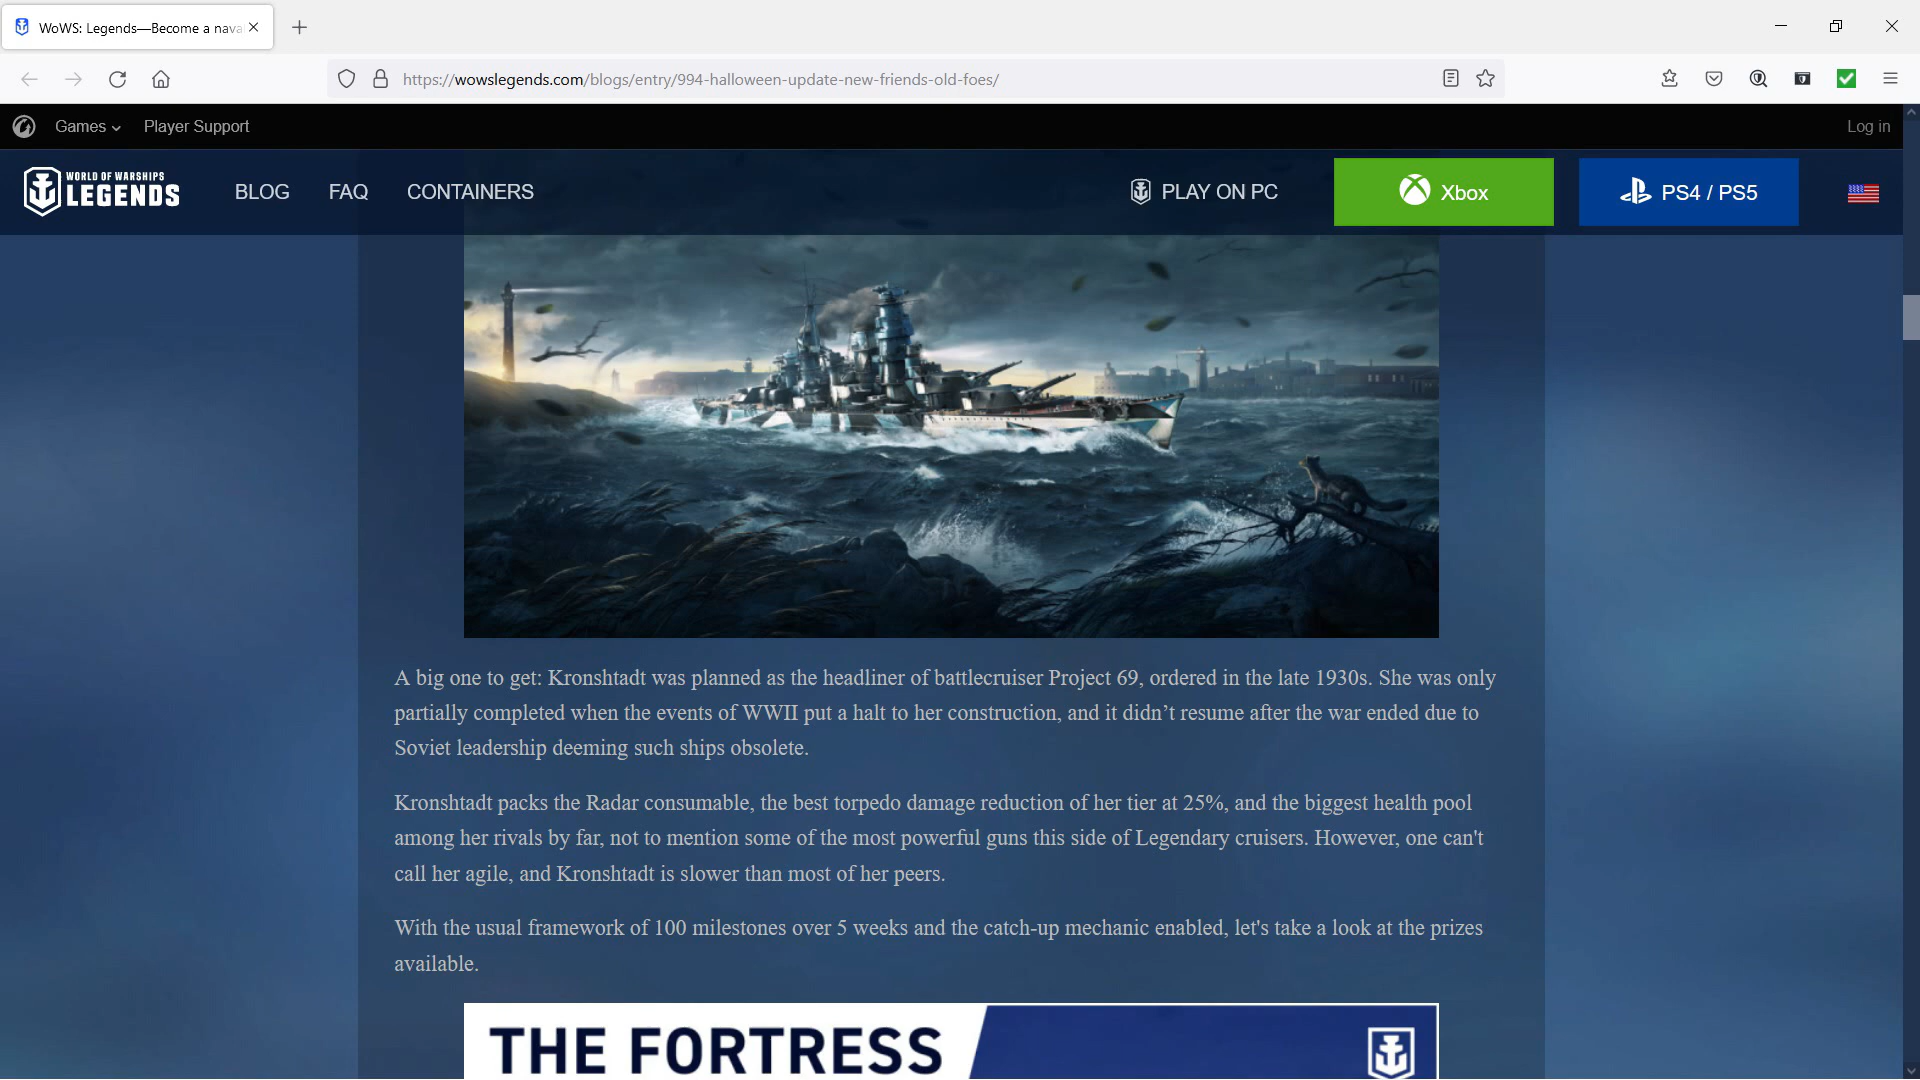 WoWS: Legends—Become a nava
https://wowslegends.com/blogs/entry/994-halloween-update-new-friends-old-foes/
Games
Player Support
Log in
WORLD OF WARSHIPS
LEGENDS
BLOG
FAQ
CONTAINERS
PLAY ON PC
Xbox
PS4 / PS5
A big one to get: Kronshtadt was planned as the headliner of battlecruiser Project 69, ordered in the late 1930s. She was only
partially completed when the events of WWII put a halt to her construction, and it didn’t resume after the war ended due to
Soviet leadership deeming such ships obsolete.
Kronshtadt packs the Radar consumable, the best torpedo damage reduction of her tier at 25%, and the biggest health pool
among her rivals by far, not to mention some of the most powerful guns this side of Legendary cruisers. However, one can't
call her agile, and Kronshtadt is slower than most of her peers.
With the usual framework of 100 milestones over 5 weeks and the catch-up mechanic enabled, let's take a look at the prizes
available.
THE FORTRESS